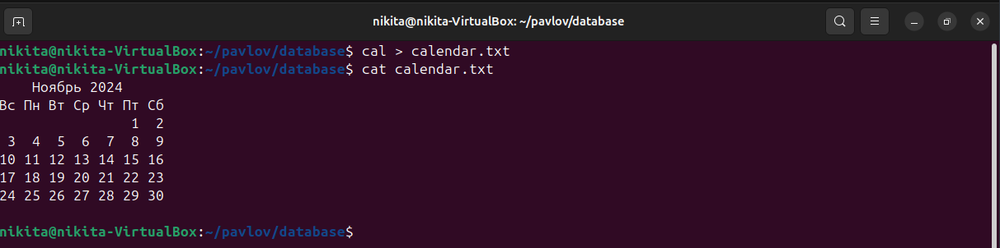 nikita@nikita-VirtualBox: ~/pavlov/database
nikita@nikita-VirtualBox:~/pavlov/database$ cal > calendar.txt
nikita@nikita-VirtualBox:~/pavlov/database$ cat calendar.txt
    Ноябрь 2024
Вс Пн Вт Ср Чт Пт Сб
                1  2
 3  4  5  6  7  8  9
10 11 12 13 14 15 16
17 18 19 20 21 22 23
24 25 26 27 28 29 30
nikita@nikita-VirtualBox:~/pavlov/database$